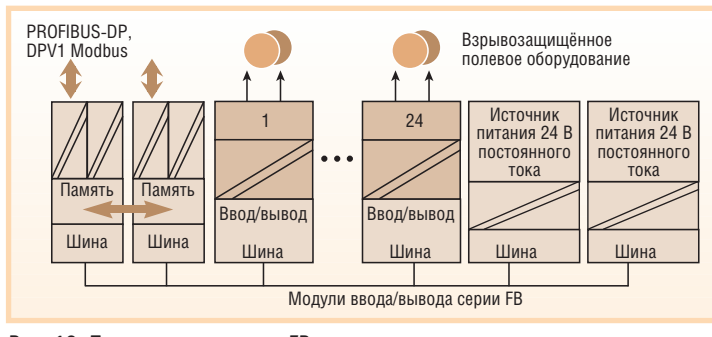 PROFIBUS-DP,
DPV1 Modbus
Взрывозащищённое
полевое оборудование
1
24
Источник
питания 24 В
постоянного
тока
Источник
питания 24 В
постоянного
тока
Память
Память
Ввод/вывод
Ввод/вывод
Шина
Шина
Шина
Шина
Шина
Шина
Модули ввода/вывода серии FB